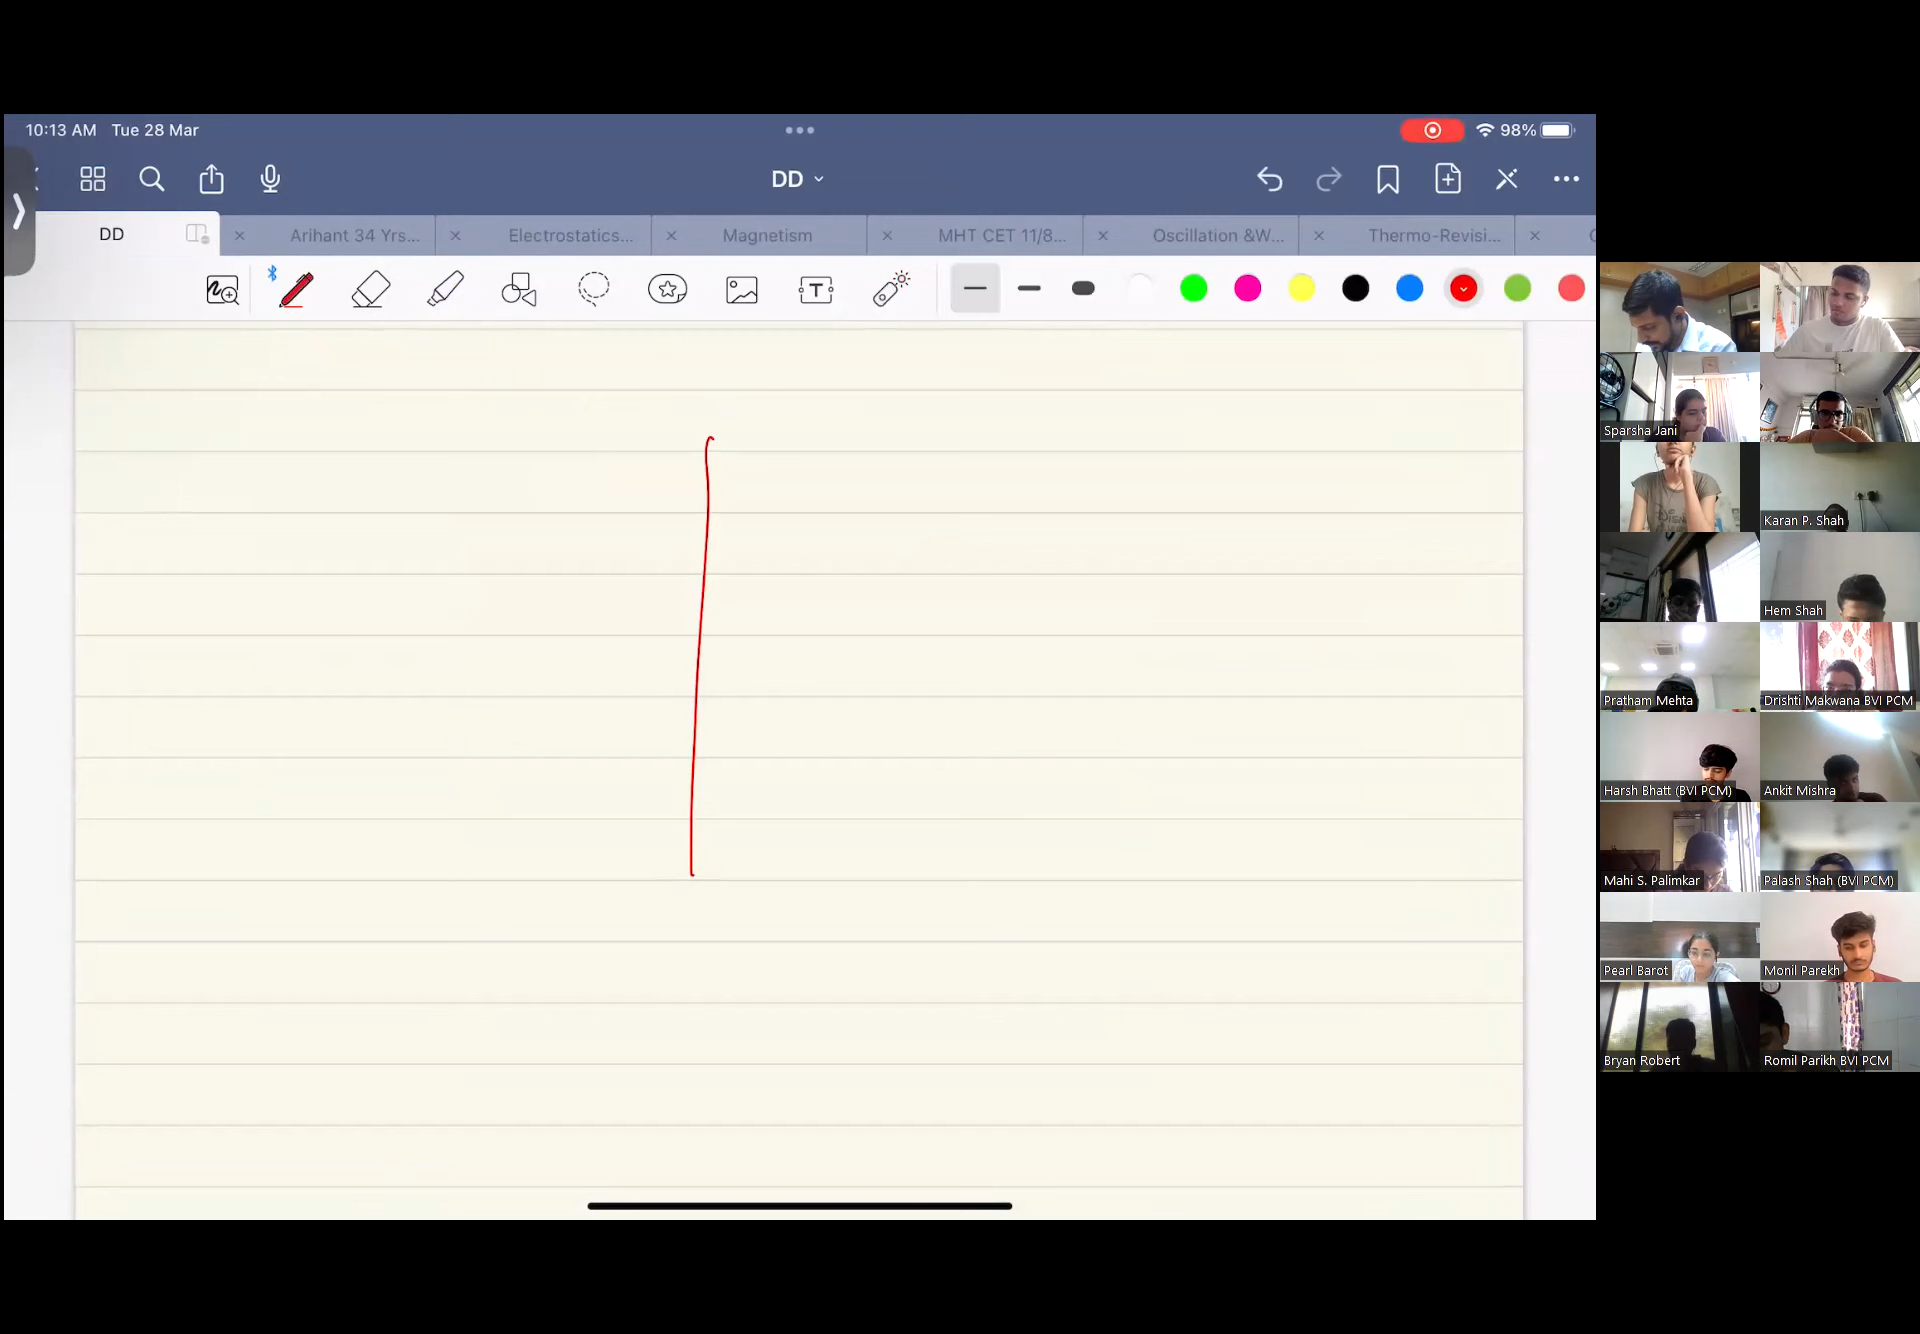 10:13 AM Tue 28 Mar
98%
DD
DD
Arihant 34 Yrs...
Electrostatics...
Magnetism
MHT CET 11/8...
Oscillation &W...
Thermo-Revisi...
T
Sparsha Jani
Karan P. Shah
Hem Shah
Pratham Mehta
Drishti Makwana BVI PCM
Harsh Bhatt (BVI PCM)
Ankit Mishra
Mahi S. Palimkar
Palash Shah (BVI PCM)
Pearl Barot
Monil Parekh
Bryan Robert
Romil Parikh BVI PCM